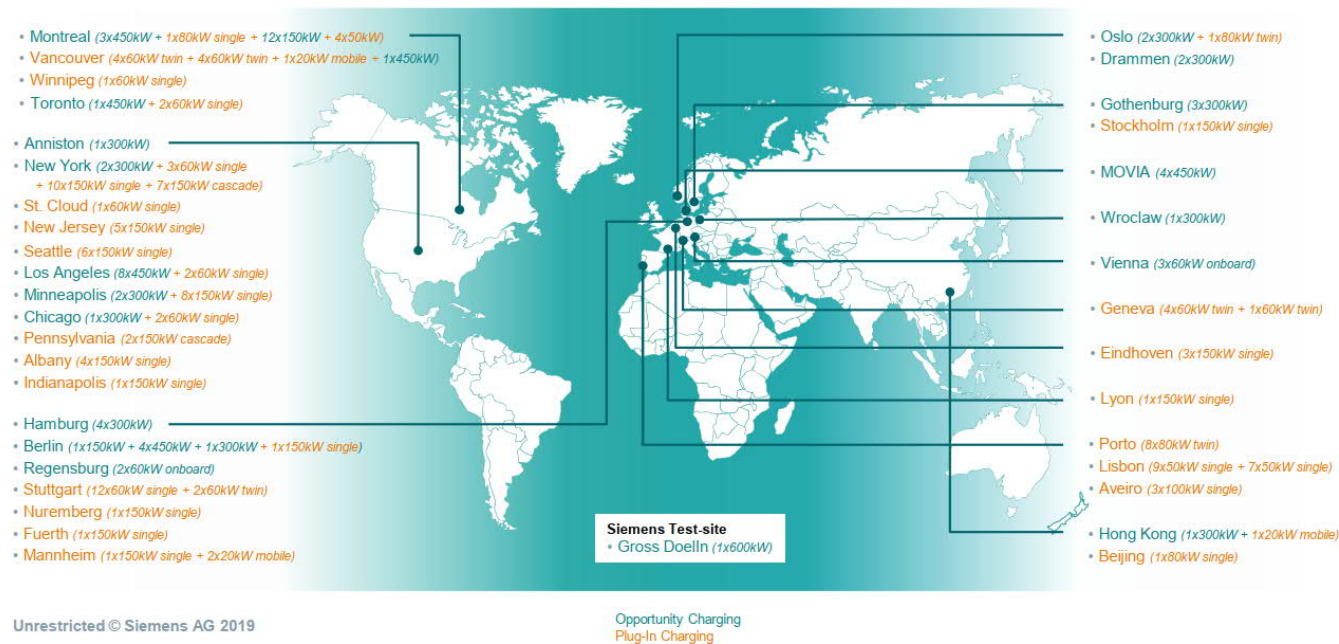 • Montreal (3x450kW + 1x80kW single + 12x150kW + 4x50kW)
• Vancouver (4x60kW twin + 4x60kW twin + 1x20kW mobile + 1x450kW)
• Winnipeg (1x60kW single)
• Toronto (1x450kW + 2x60kW single)
• Anniston (1x300kW)
• New York (2x300kW + 3x60kW single
+ 10x150kW single + 7x150kW cascade)
• St. Cloud (1x60kW single)
• New Jersey (5x150kW single)
• Seattle (6x150kW single)
• Los Angeles (8x450kW + 2x60kW single)
• Minneapolis (2x300kW + 8x150kW single)
• Chicago (1x300kW + 2x60kW single)
• Pennsylvania (2x150kW cascade)
• Albany (4x150kW single)
• Indianapolis (1x150kW single)
• Hamburg (4x300kW)
• Berlin (1x150kW + 4x450kW + 1x300kW + 1x150kW single)
• Regensburg (2x60kW onboard)
• Stuttgart (12x60kW single + 2x60kW twin)
• Nuremberg (1x150kW single)
• Fuerth (1x150kW single)
• Mannheim (1x150kW single + 2x20kW mobile)
• Oslo (2x300kW + 1x80kW twin)
• Drammen (2x300kW)
• Gothenburg (3x300kW)
• Stockholm (1x150kW single)
• MOVIA (4x450kW)
• Wroclaw (1x300kW)
• Vienna (3x60kW onboard)
• Geneva (4x60kW twin + 1x60kW twin)
• Eindhoven (3x150kW single)
• Lyon (1x150kW single)
• Porto (8x80kW twin)
• Lisbon (9x50kW single + 7x50kW single)
• Aveiro (3x100kW single)
• Hong Kong (1x300kW + 1x20kW mobile)
• Beijing (1x80kW single)
Siemens Test-site
• Gross Doelln (1x600kW)
Unrestricted © Siemens AG 2019
Opportunity Charging
Plug-In Charging